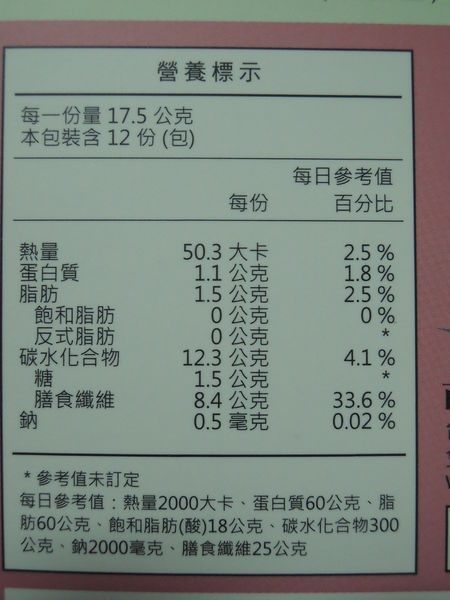 營養標示
每一份量 17.5 公克
本包裝含 12 份 (包)
每日參考值
每份 百分比
熱量 50.3 大卡 2.5 %
蛋白質 1.1 公克 1.8 %
脂肪 1.5 公克 2.5 %
飽和脂肪 0 公克 0 %
反式脂肪 0 公克 *
碳水化合物 12.3 公克 4.1 %
糖 1.5 公克 *
膳食纖維 8.4 公克 33.6 %
鈉 0.5 毫克 0.02 %
* 參考值未訂定
每日參考值：熱量2000大卡、蛋白質60公克、脂
肪60公克、飽和脂肪(酸)18公克、碳水化合物300
公克、鈉2000毫克、膳食纖維25公克